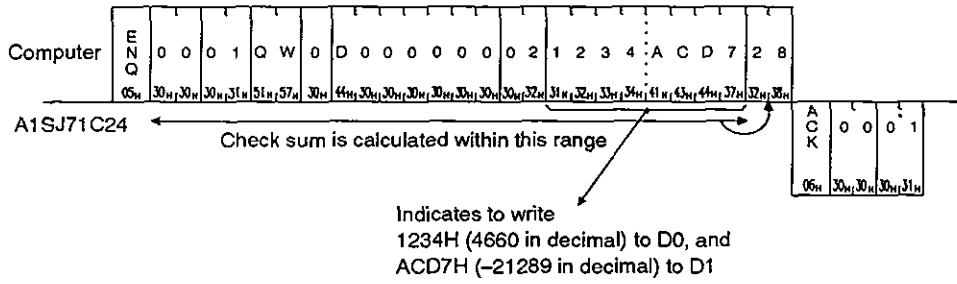 Computer
E
N
Q
0 0 0 1 Q W 0 D 0 0 0 0 0 0 0 2 1 2 3 4 A C D 7 2 8
05H 30H 30H 30H 31H 51H 57H 30H 44H 30H 30H 30H 30H 30H 30H 30H 32H 31H 32H 33H 34H 41H 43H 44H 37H 32H 38H
A1SJ71C24
Check sum is calculated within this range
A
C
K
0 0 0 1
06H 30H 30H 30H 31H
Indicates to write
1234H (4660 in decimal) to D0, and
ACD7H (–21289 in decimal) to D1